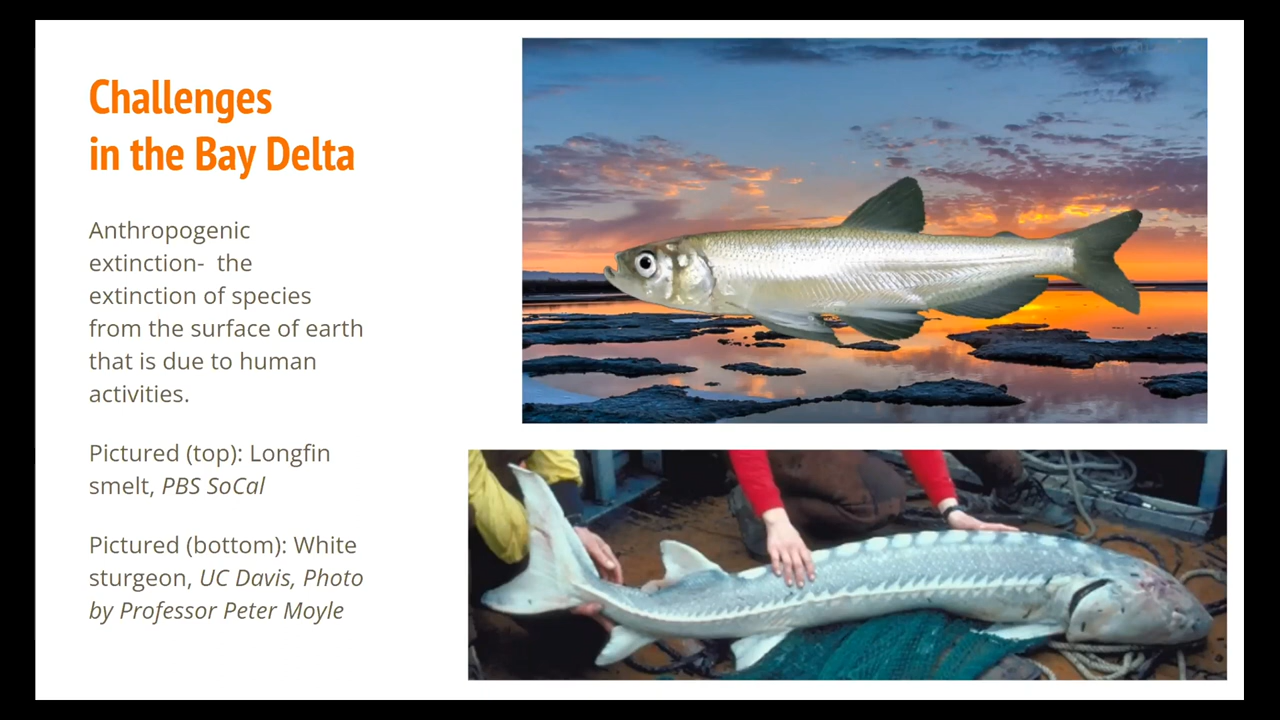 Challenges
in the Bay Delta
Anthropogenic
extinction-  the
extinction of species
from the surface of earth
that is due to human
activities.
Pictured (top): Longfin
smelt, PBS SoCal
Pictured (bottom): White
sturgeon, UC Davis, Photo
by Professor Peter Moyle